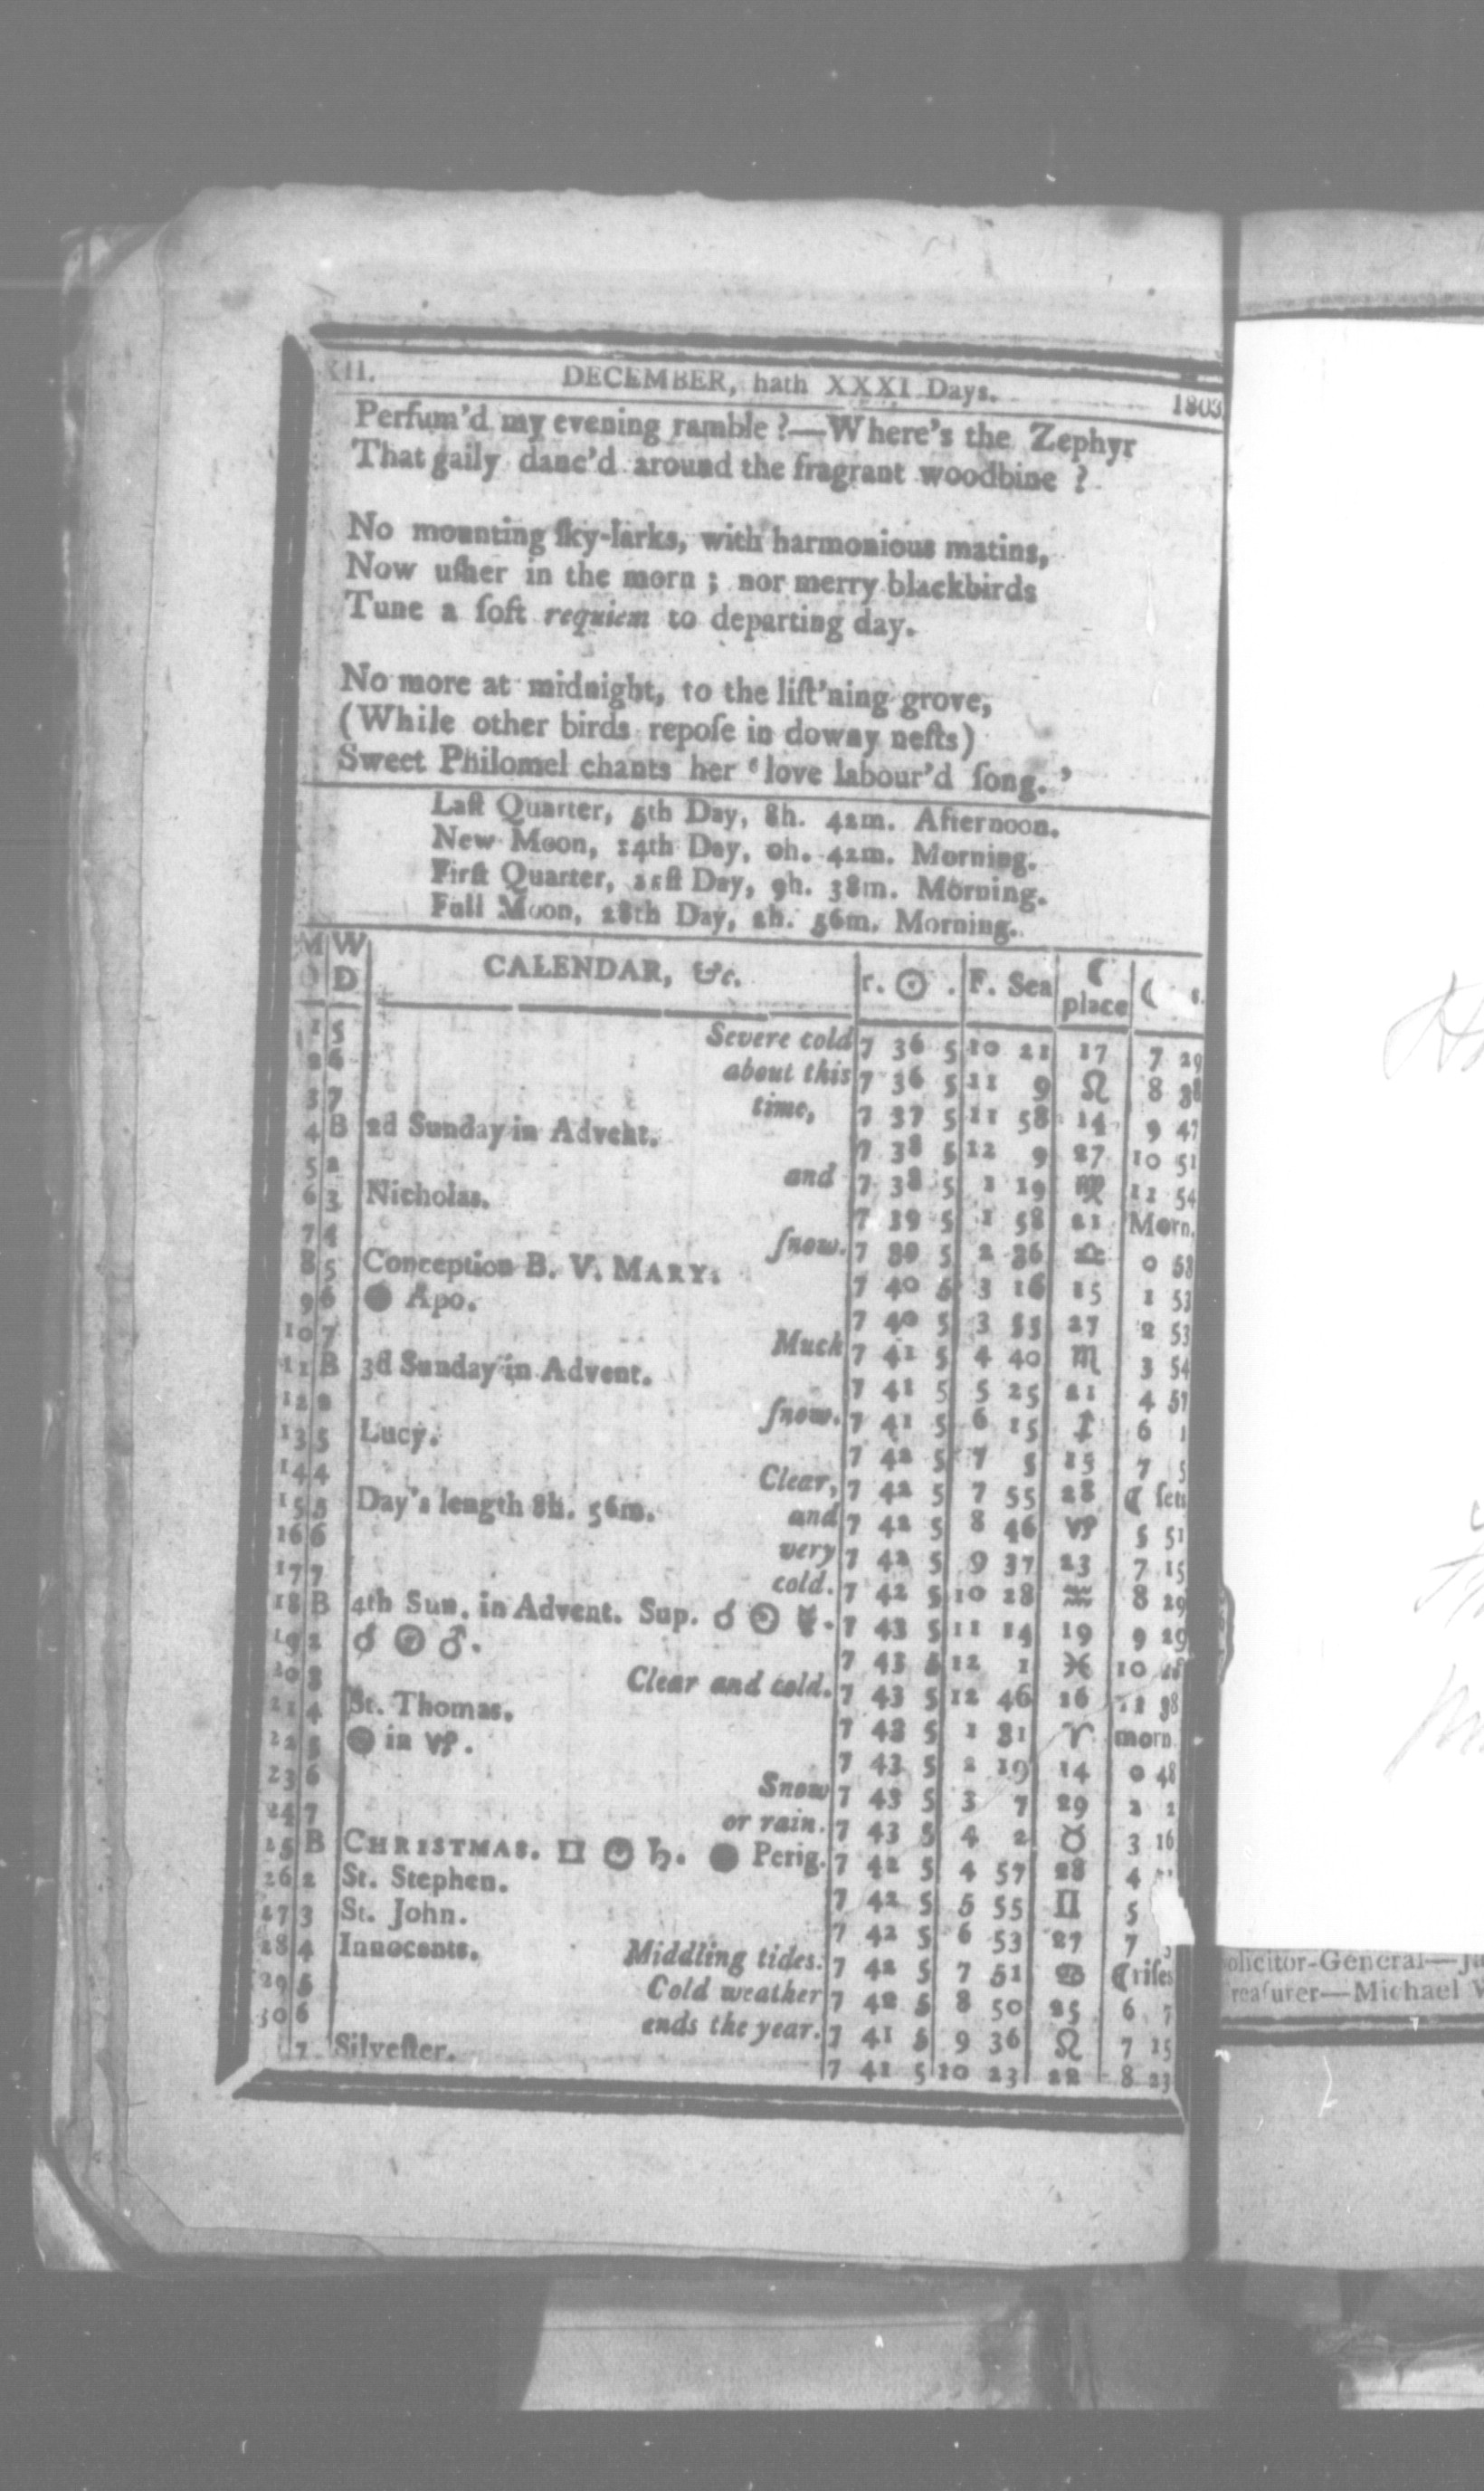 XII. DECEMBER, hath XXXI Days. 1803
Perfum'd my evening ramble ?—Where's the Zephyr
That gaily danc'd around the fragrant woodbine ?
No mounting ſky-larks, with harmonious matins,
Now uſher in the morn ; nor merry blackbirds
Tune a ſoft requiem to departing day.
No more at midnight, to the liſt'ning grove,
(While other birds repoſe in downy neſts)
Sweet Philomel chants her 'love labour'd ſong.'
Laſt Quarter, 5th Day, 8h. 42m. Afternoon.
New Moon, 14th Day, 0h. 42m. Morning.
Firſt Quarter, 21ſt Day, 9h. 38m. Morning.
Full Moon, 28th Day, 2h. 56m. Morning.
M D W D CALENDAR, &c. r. ☉ . F. Sea ☾ place ☾ s.
1 5 Severe cold 7 36 5 10 21 17 7 29
2 6 about this 7 36 5 11 9 ♌ 8 38
3 7 time, 7 37 5 11 58 14 9 47
4 B 2d Sunday in Advent. 7 38 5 12 9 27 10 51
5 2 and 7 38 5 1 19 ♍ 11 54
6 3 Nicholas. 7 39 5 1 58 21 Morn.
7 4 ſnow. 7 39 5 2 36 ♎ 0 53
8 5 Conception B. V. MARY. 7 40 5 3 16 15 1 53
9 6 ● Apo. 7 40 5 3 53 27 2 53
10 7 Much 7 41 5 4 40 ♏ 3 54
11 B 3d Sunday in Advent. 7 41 5 5 25 21 4 57
12 2 ſnow. 7 41 5 6 15 ♐ 6 1
13 3 Lucy. 7 42 5 7 5 15 7 5
14 4 Clear, 7 42 5 7 55 28 ☾ ſets
15 5 Day's length 8h. 56m. and 7 42 5 8 46 ♑ 5 51
16 6 very 7 42 5 9 37 23 7 15
17 7 cold. 7 42 5 10 28 ♒ 8 29
18 B 4th Sun. in Advent. Sup. ☌ ☉ ☿. 7 43 5 11 14 19 9 29
19 2 ☌ ☉ ♂. 7 43 5 12 1 ♓ 10
20 3 Clear and cold. 7 43 5 12 46 16 11 38
21 4 St. Thomas. 7 43 5 1 31 ♈ morn.
22 5 ☉ in ♑. 7 43 5 2 19 14 0 48
23 6 Snow 7 43 5 3 7 29 2 2
24 7 or rain. 7 43 5 4 2 ♉ 3 16
25 B CHRISTMAS. □ ☉ ♄. ● Perig. 7 42 5 4 57 28 4
26 2 St. Stephen. 7 42 5 5 55 ♊ 5
27 3 St. John. 7 42 5 6 53 27 7
28 4 Innocents. Middling tides. 7 42 5 7 51 ♋ ☾ riſes
29 5 Cold weather 7 42 5 8 50 25 6 7
30 6 ends the year. 7 41 5 9 36 ♌ 7 15
7 Silveſter. 7 41 5 10 23 22 8 23
olicitor-General—Ja
reaſurer—Michael